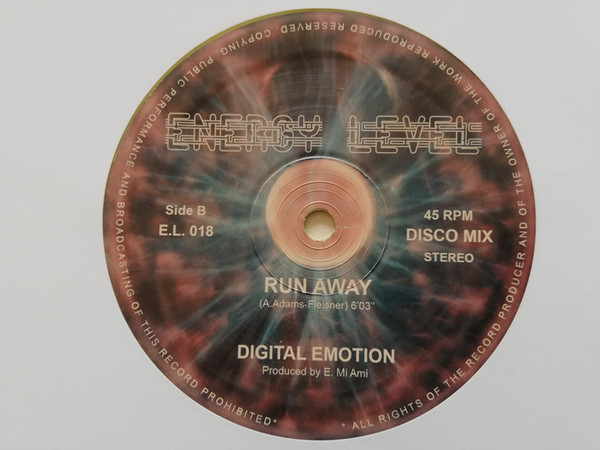 ENERGY LEVEL
Side B
E.L. 018
45 RPM
DISCO MIX
STEREO
RUN AWAY
(A.Adams-Fleisner) 6'03"
DIGITAL EMOTION
Produced by E. Mi Ami
* ALL RIGHTS OF THE RECORD PRODUCER AND OF THE OWNER OF THE WORK REPRODUCED RESERVED. COPYING, PUBLIC PERFORMANCE AND BROADCASTING OF THIS RECORD PROHIBITED*